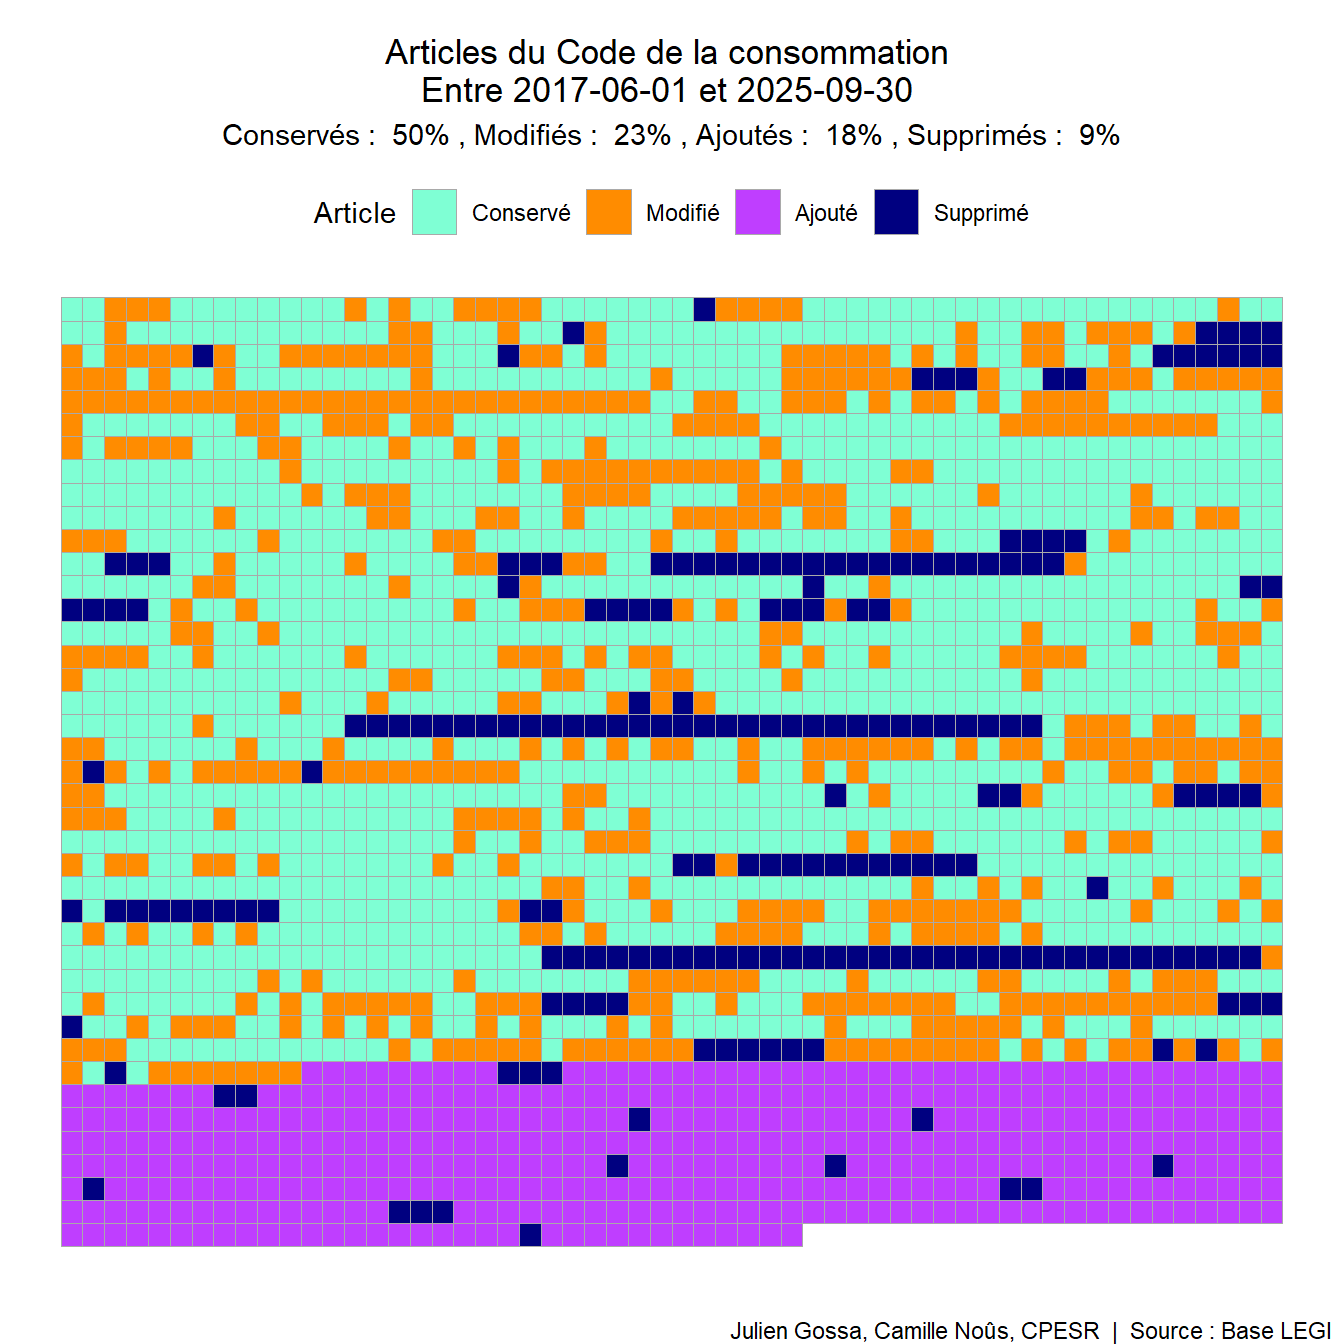 Articles du Code de la consommation
Entre 2017-06-01 et 2025-09-30
Conservés :  50% , Modifiés :  23% , Ajoutés :  18% , Supprimés :  9%
Article Conservé Modifié Ajouté Supprimé
Julien Gossa, Camille Noûs, CPESR | Source : Base LEGI